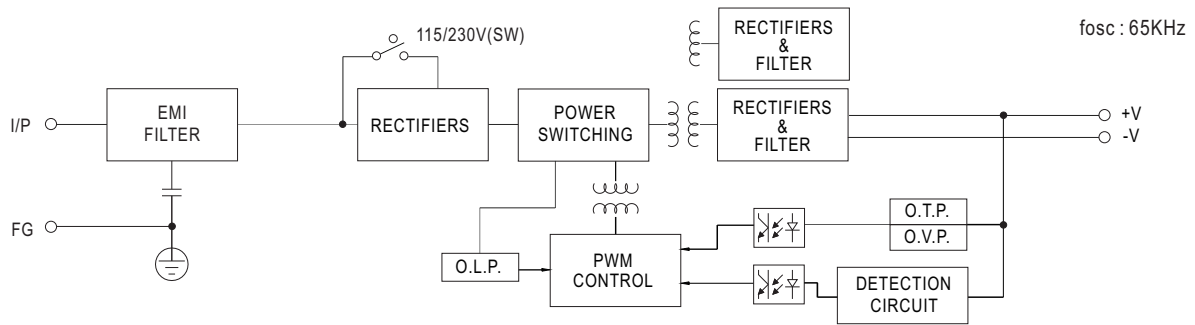 115/230V(SW)
RECTIFIERS
&
FILTER
fosc : 65KHz
I/P
EMI
FILTER
RECTIFIERS
POWER
SWITCHING
RECTIFIERS
&
FILTER
+V
-V
FG
O.L.P.
PWM
CONTROL
O.T.P.
O.V.P.
DETECTION
CIRCUIT